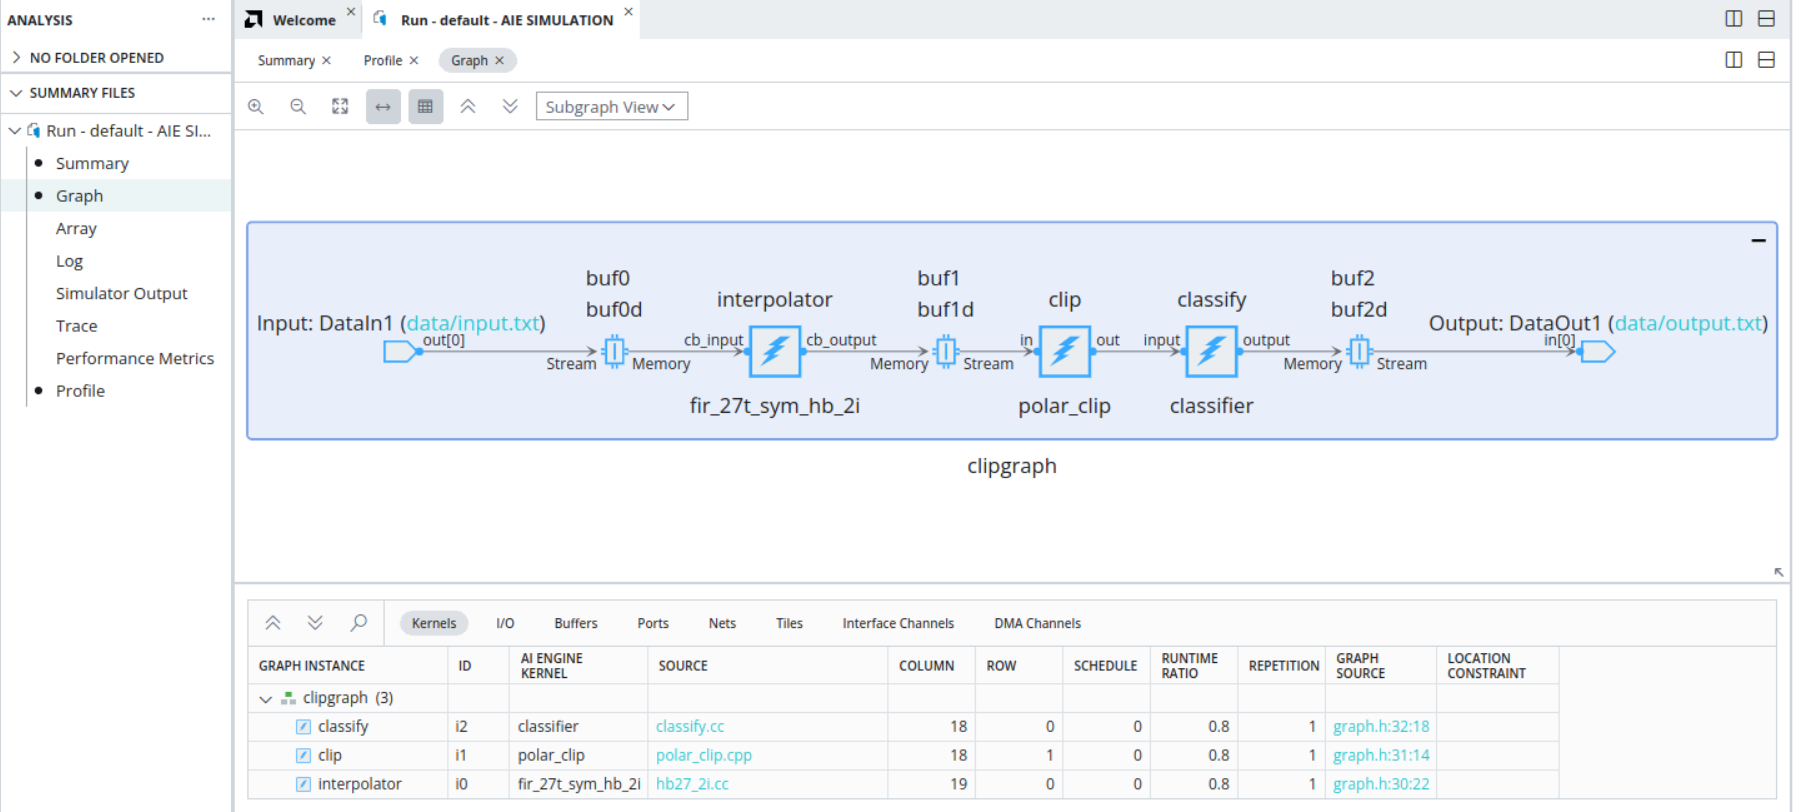 ANALYSIS ...
NO FOLDER OPENED
SUMMARY FILES
Run - default - AIE SI...
Summary
Graph
Array
Log
Simulator Output
Trace
Performance Metrics
Profile
Welcome × Run - default - AIE SIMULATION ×
Summary × Profile × Graph ×
Subgraph View
buf0 buf1 buf2
interpolator clip classify
buf0d buf1d buf2d
Input: DataIn1 (data/input.txt) Output: DataOut1 (data/output.txt)
out[0] cb_input cb_output in out input output in[0]
Stream Memory Memory Stream Memory Stream
fir_27t_sym_hb_2i polar_clip classifier
clipgraph
Kernels I/O Buffers Ports Nets Tiles Interface Channels DMA Channels
GRAPH INSTANCE ID AI ENGINE KERNEL SOURCE COLUMN ROW SCHEDULE RUNTIME RATIO REPETITION GRAPH SOURCE LOCATION CONSTRAINT
clipgraph (3)
classify i2 classifier classify.cc 18 0 0 0.8 1 graph.h:32:18
clip i1 polar_clip polar_clip.cpp 18 1 0 0.8 1 graph.h:31:14
interpolator i0 fir_27t_sym_hb_2i hb27_2i.cc 19 0 0 0.8 1 graph.h:30:22